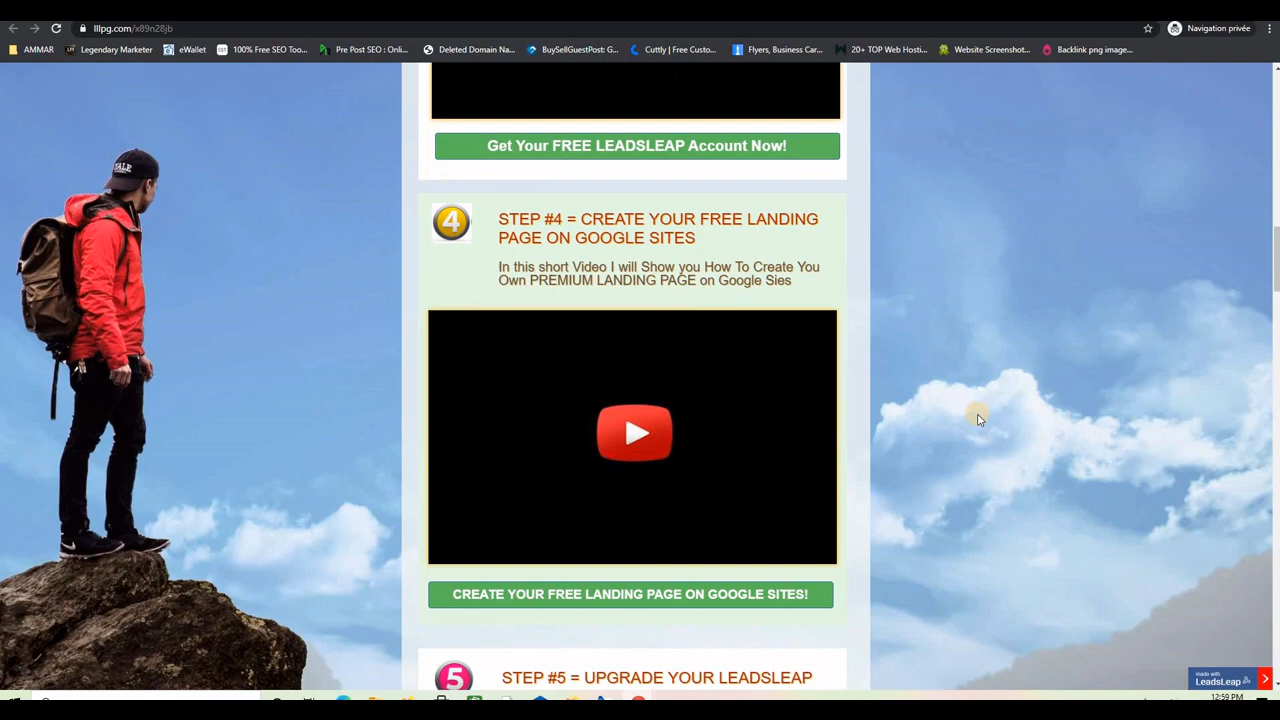 lllpg.com/x89n28jb
Navigation privée
AMMAR
Legendary Marketer
eWallet
100% Free SEO Too...
Pre Post SEO : Onli...
Deleted Domain Na...
BuySellGuestPost: G...
Cuttly | Free Custo...
Flyers, Business Car...
20+ TOP Web Hosti...
Website Screenshot...
Backlink png image...
Get Your FREE LEADSLEAP Account Now!
4
STEP #4 = CREATE YOUR FREE LANDING
PAGE ON GOOGLE SITES
In this short Video I will Show you How To Create You
Own PREMIUM LANDING PAGE on Google Sies
CREATE YOUR FREE LANDING PAGE ON GOOGLE SITES!
5
STEP #5 = UPGRADE YOUR LEADSLEAP
made with
LeadsLeap
12:59 PM